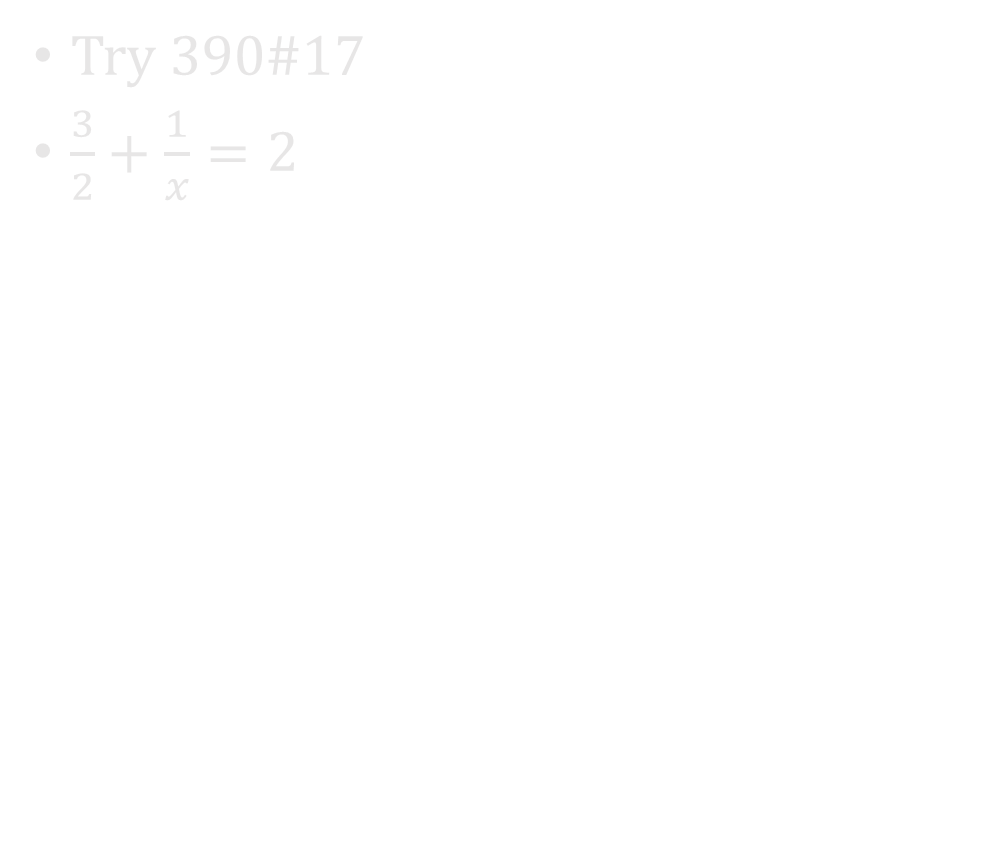 • Try 390#17
• 3/2 + 1/x = 2